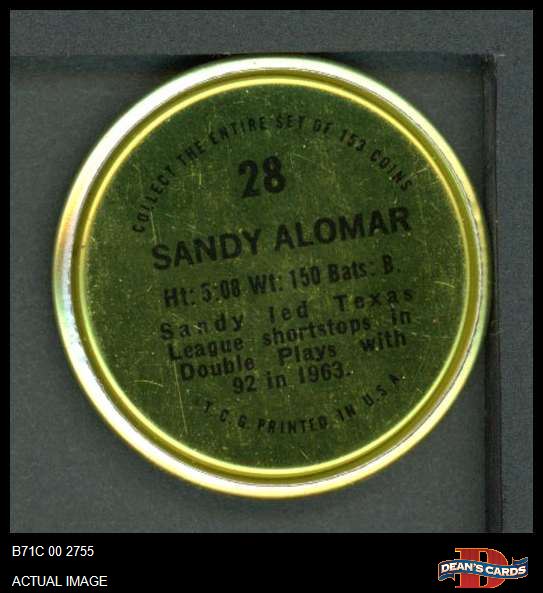 COLLECT THE ENTIRE SET OF 153 COINS
28
SANDY ALOMAR
Ht: 5:08 Wt: 150 Bats: B.
Sandy led Texas
League shortstops in
Double Plays with
92 in 1963.
T. C. G. PRINTED IN U.S.A.
B71C 00 2755
ACTUAL IMAGE
DEAN'S CARDS